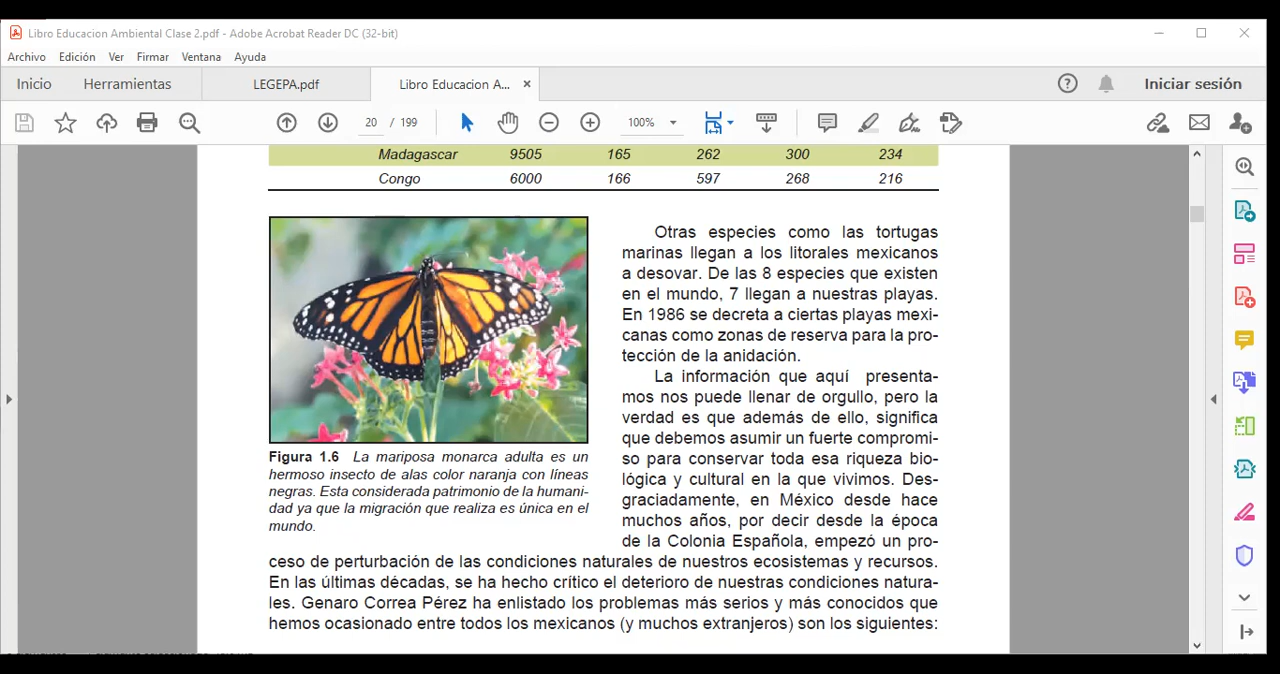 Libro Educacion Ambiental Clase 2.pdf - Adobe Acrobat Reader DC (32-bit)
Archivo Edición Ver Firmar Ventana Ayuda
Inicio Herramientas LEGEPA.pdf Libro Educacion A... × Iniciar sesión
20 / 199 100%
Madagascar 9505 165 262 300 234
Congo 6000 166 597 268 216
Otras especies como las tortugas
marinas llegan a los litorales mexicanos
a desovar. De las 8 especies que existen
en el mundo, 7 llegan a nuestras playas.
En 1986 se decreta a ciertas playas mexi-
canas como zonas de reserva para la pro-
tección de la anidación.
La información que aquí presenta-
mos nos puede llenar de orgullo, pero la
verdad es que además de ello, significa
que debemos asumir un fuerte compromi-
so para conservar toda esa riqueza bio-
lógica y cultural en la que vivimos. Des-
graciadamente, en México desde hace
muchos años, por decir desde la época
de la Colonia Española, empezó un pro-
Figura 1.6 La mariposa monarca adulta es un
hermoso insecto de alas color naranja con líneas
negras. Esta considerada patrimonio de la humani-
dad ya que la migración que realiza es única en el
mundo.
ceso de perturbación de las condiciones naturales de nuestros ecosistemas y recursos.
En las últimas décadas, se ha hecho crítico el deterioro de nuestras condiciones natura-
les. Genaro Correa Pérez ha enlistado los problemas más serios y más conocidos que
hemos ocasionado entre todos los mexicanos (y muchos extranjeros) son los siguientes: